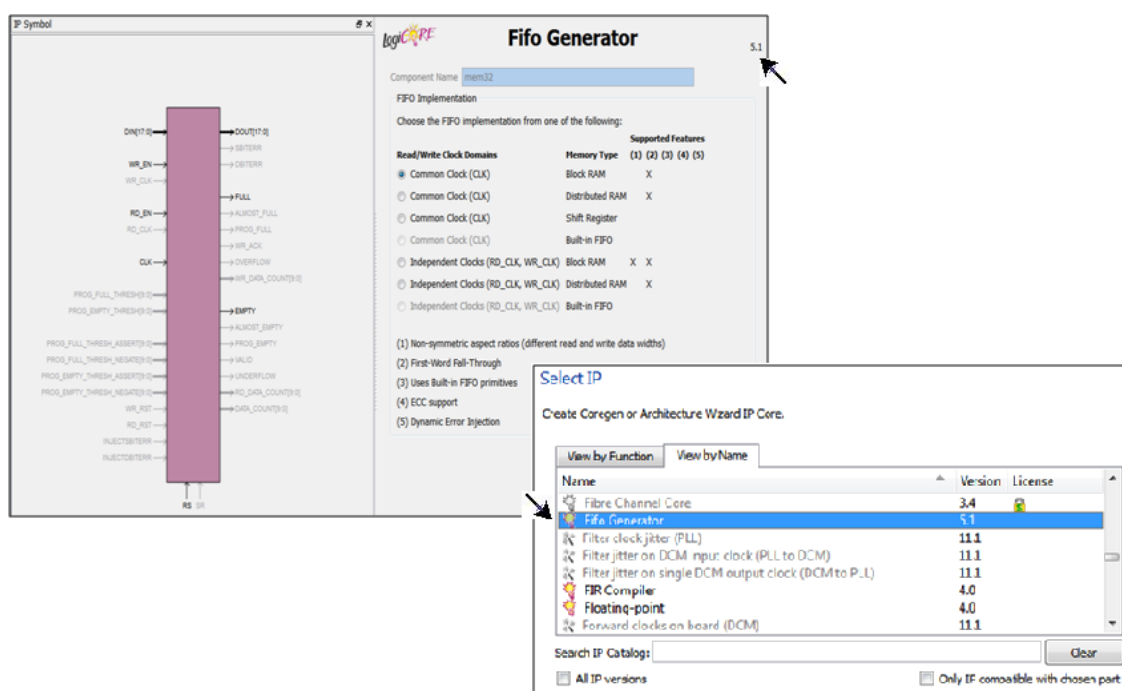 IP Symbol
DIN[17:0]
WR_EN
WR_CLK
RD_EN
RD_CLK
CLK
PROG_FULL_THRESH[9:0]
PROG_EMPTY_THRESH[9:0]
PROG_FULL_THRESH_ASSERT[9:0]
PROG_FULL_THRESH_NEGATE[9:0]
PROG_EMPTY_THRESH_ASSERT[9:0]
PROG_EMPTY_THRESH_NEGATE[9:0]
WR_RST
RD_RST
INJECTSBITERR
INJECTDBITERR
DOUT[17:0]
SBITERR
DBITERR
FULL
ALMOST_FULL
PROG_FULL
WR_ACK
OVERFLOW
WR_DATA_COUNT[9:0]
EMPTY
ALMOST_EMPTY
PROG_EMPTY
VALID
UNDERFLOW
RD_DATA_COUNT[9:0]
DATA_COUNT[9:0]
RS SR
LogiCORE
Fifo Generator
5.1
Component Name mem32
FIFO Implementation
Choose the FIFO implementation from one of the following:
Supported Features
Read/Write Clock Domains Memory Type (1) (2) (3) (4) (5)
Common Clock (CLK) Block RAM X
Common Clock (CLK) Distributed RAM X
Common Clock (CLK) Shift Register
Common Clock (CLK) Built-in FIFO
Independent Clocks (RD_CLK, WR_CLK) Block RAM X X
Independent Clocks (RD_CLK, WR_CLK) Distributed RAM X
Independent Clocks (RD_CLK, WR_CLK) Built-in FIFO
(1) Non-symmetric aspect ratios (different read and write data widths)
(2) First-Word Fall-Through
(3) Uses Built-in FIFO primitives
(4) ECC support
(5) Dynamic Error Injection
Select IP
Create Coregen or Architecture Wizard IP Core.
View by Function View by Name
Name Version License
Fibre Channel Core 3.4
Fifo Generator 5.1
Filter clock jitter (PLL) 11.1
Filter jitter on DCM input clock (PLL to DCM) 11.1
Filter jitter on single DCM output clock (DCM to PLL) 11.1
FIR Compiler 4.0
Floating-point 4.0
Forward clocks on board (DCM) 11.1
Search IP Catalog: Clear
All IP versions Only IP compatible with chosen part